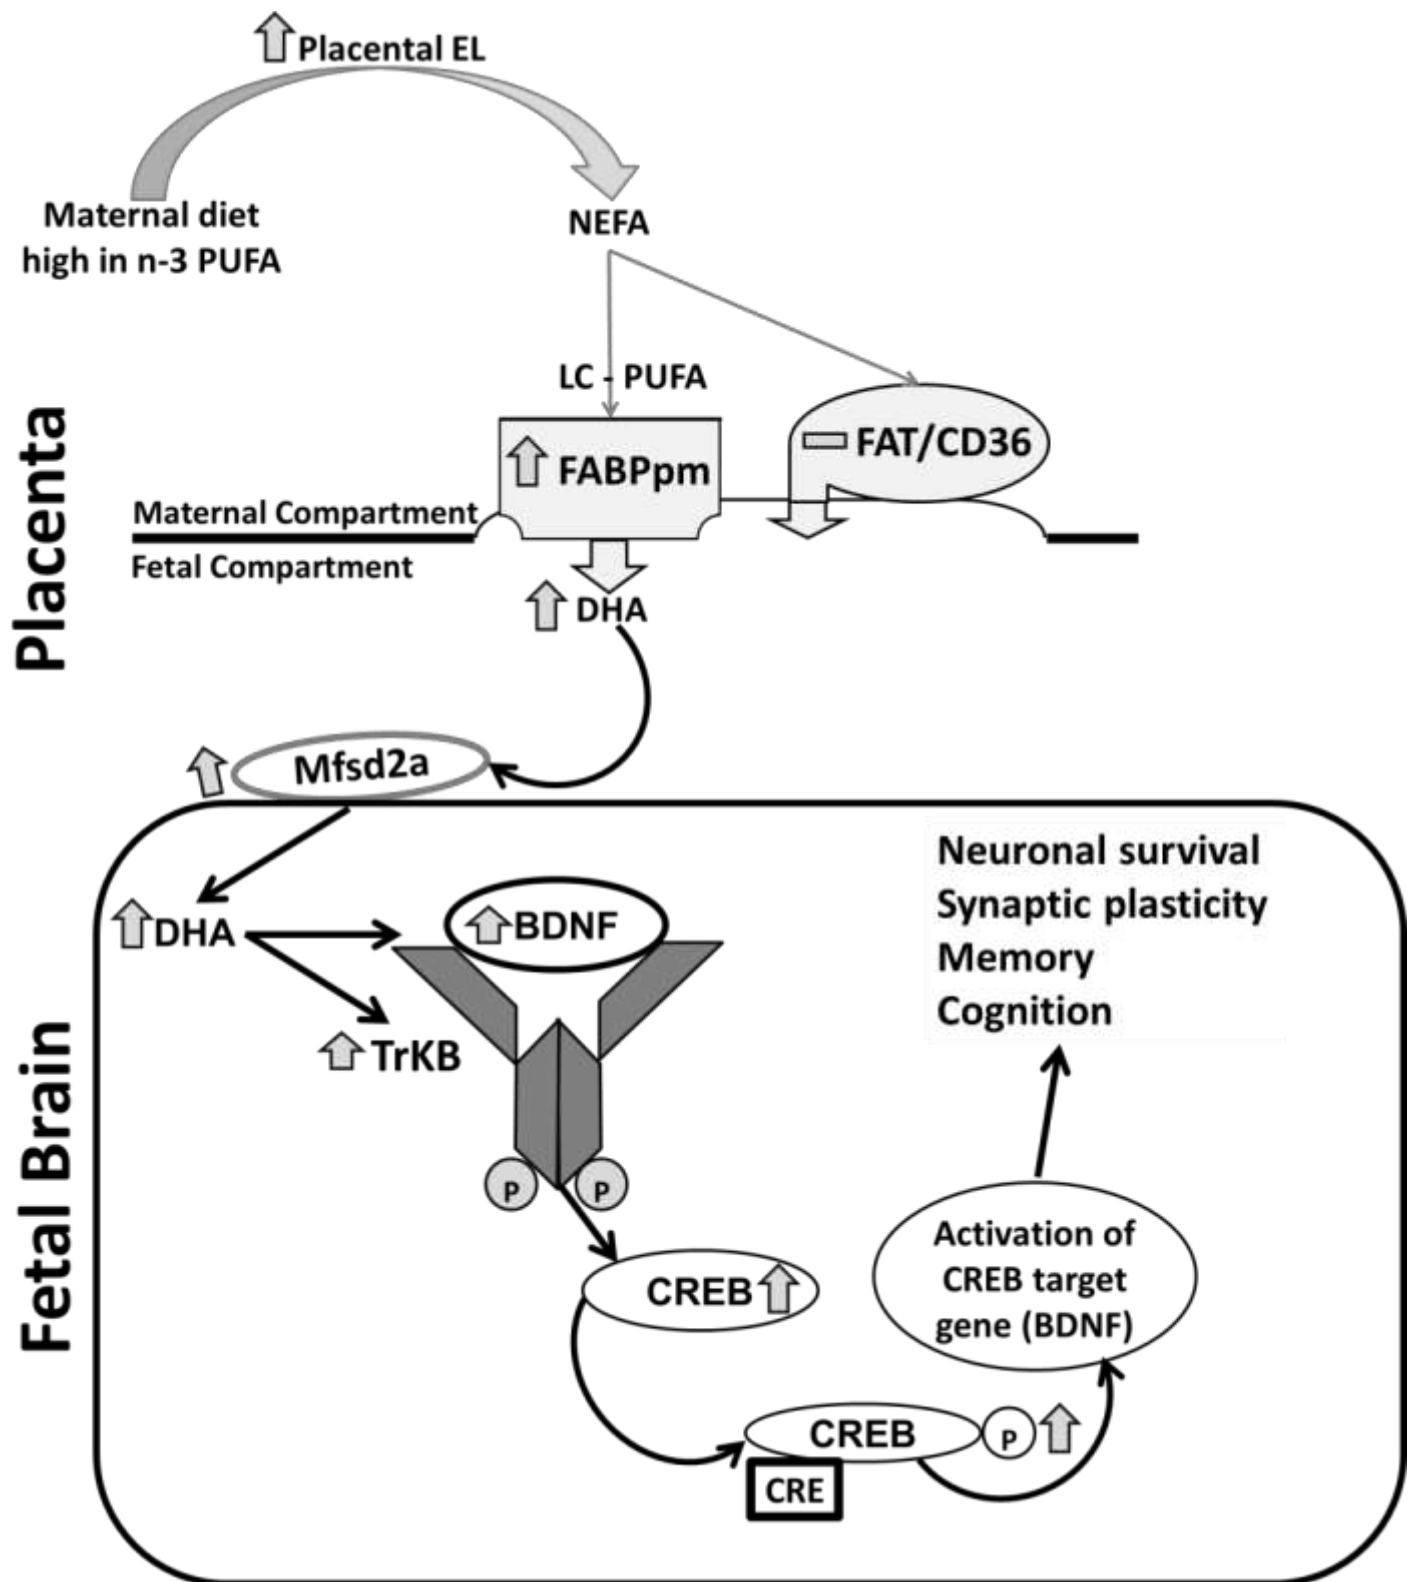 Placental EL
Maternal diet
high in n-3 PUFA
NEFA
LC - PUFA
FABPpm
FAT/CD36
Placenta
Maternal Compartment
Fetal Compartment
DHA
Mfsd2a
Fetal Brain
DHA
BDNF
TrKB
P
P
CREB
CREB
P
CRE
Activation of
CREB target
gene (BDNF)
Neuronal survival
Synaptic plasticity
Memory
Cognition